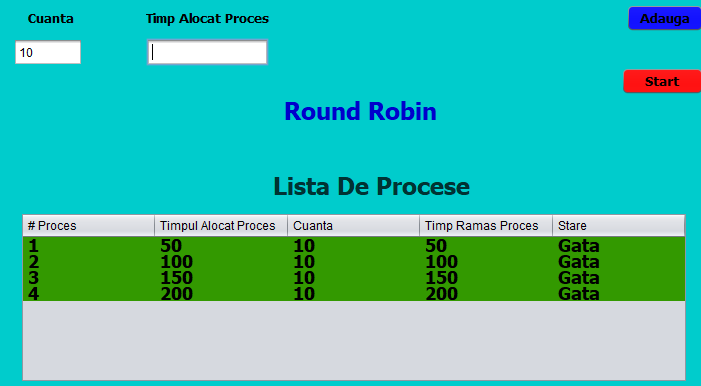 Cuanta Timp Alocat Proces Adauga
10
Start
Round Robin
Lista De Procese
# Proces Timpul Alocat Proces Cuanta Timp Ramas Proces Stare
1 50 10 50 Gata
2 100 10 100 Gata
3 150 10 150 Gata
4 200 10 200 Gata